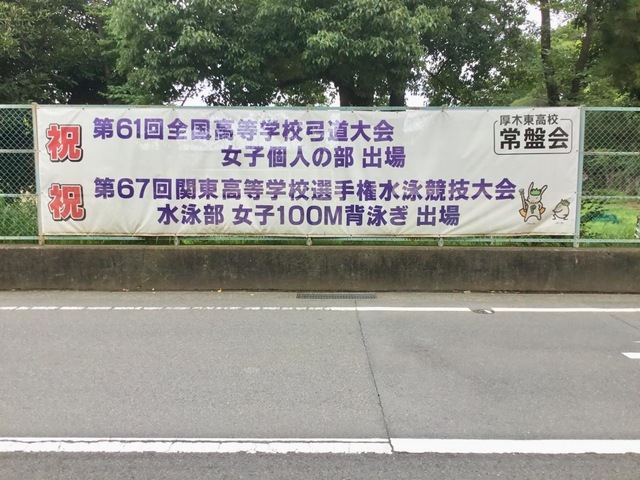 祝 第61回全国高等学校弓道大会
女子個人の部 出場
祝 第67回関東高等学校選手権水泳競技大会
水泳部 女子100M背泳ぎ 出場
厚木東高校
常盤会